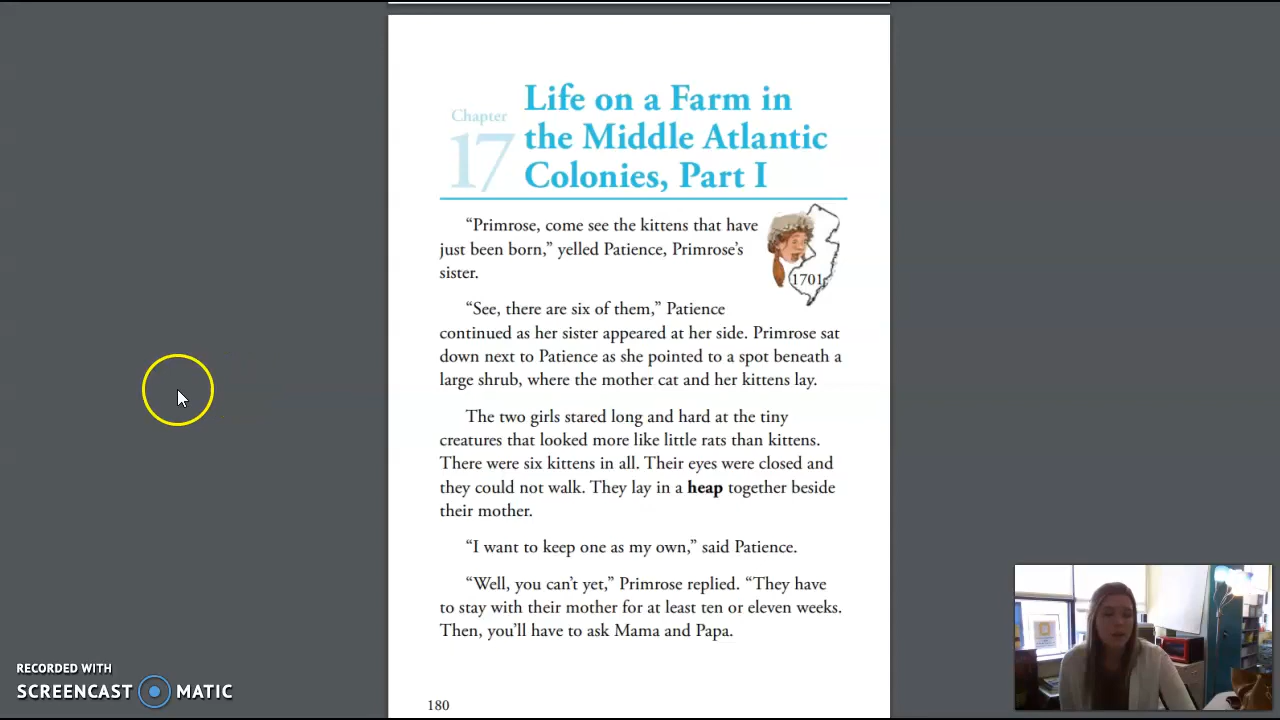 Chapter
17
Life on a Farm in
the Middle Atlantic
Colonies, Part I
“Primrose, come see the kittens that have
just been born,” yelled Patience, Primrose’s
sister.
1701
“See, there are six of them,” Patience
continued as her sister appeared at her side. Primrose sat
down next to Patience as she pointed to a spot beneath a
large shrub, where the mother cat and her kittens lay.
The two girls stared long and hard at the tiny
creatures that looked more like little rats than kittens.
There were six kittens in all. Their eyes were closed and
they could not walk. They lay in a heap together beside
their mother.
“I want to keep one as my own,” said Patience.
“Well, you can’t yet,” Primrose replied. “They have
to stay with their mother for at least ten or eleven weeks.
Then, you’ll have to ask Mama and Papa.
180
RECORDED WITH
SCREENCAST MATIC